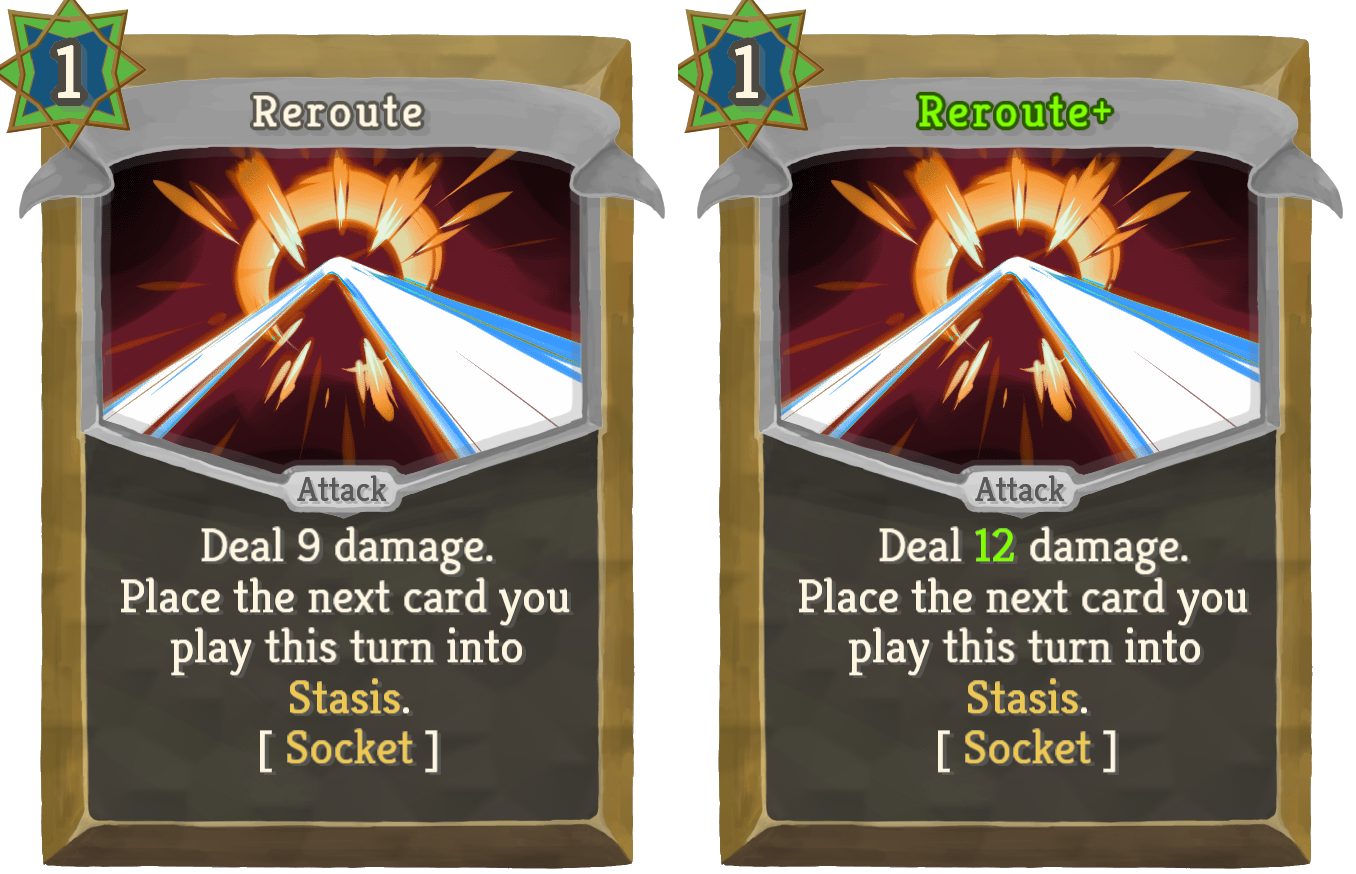 1
Reroute
Attack
Deal 9 damage.
Place the next card you
play this turn into
Stasis.
[ Socket ]
1
Reroute+
Attack
Deal 12 damage.
Place the next card you
play this turn into
Stasis.
[ Socket ]